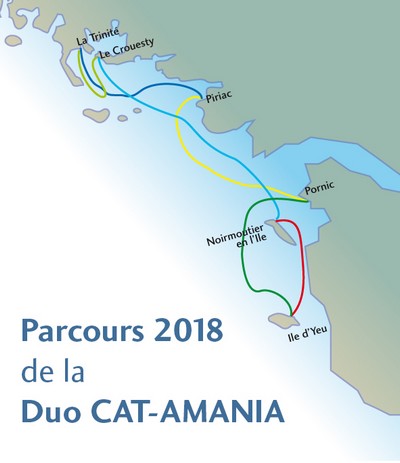 La Trinité
Le Crouesty
Piriac
Pornic
Noirmoutier
en l'Ile
Ile d'Yeu
Parcours 2018
de la
Duo CAT-AMANIA